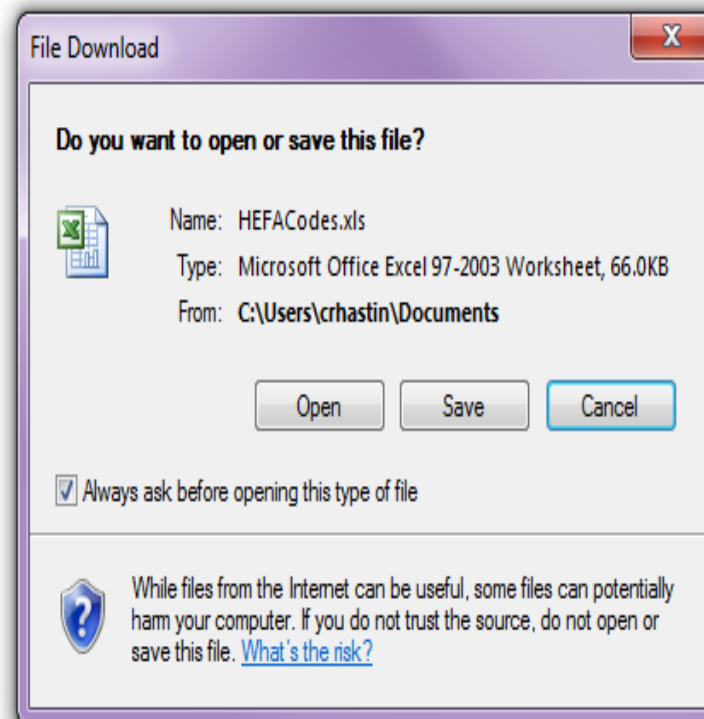 File Download
X
Do you want to open or save this file?
Name: HEFACodes.xls
Type: Microsoft Office Excel 97-2003 Worksheet, 66.0KB
From: C:\Users\crhastin\Documents
Open Save Cancel
Always ask before opening this type of file
While files from the Internet can be useful, some files can potentially
harm your computer. If you do not trust the source, do not open or
save this file. What's the risk?